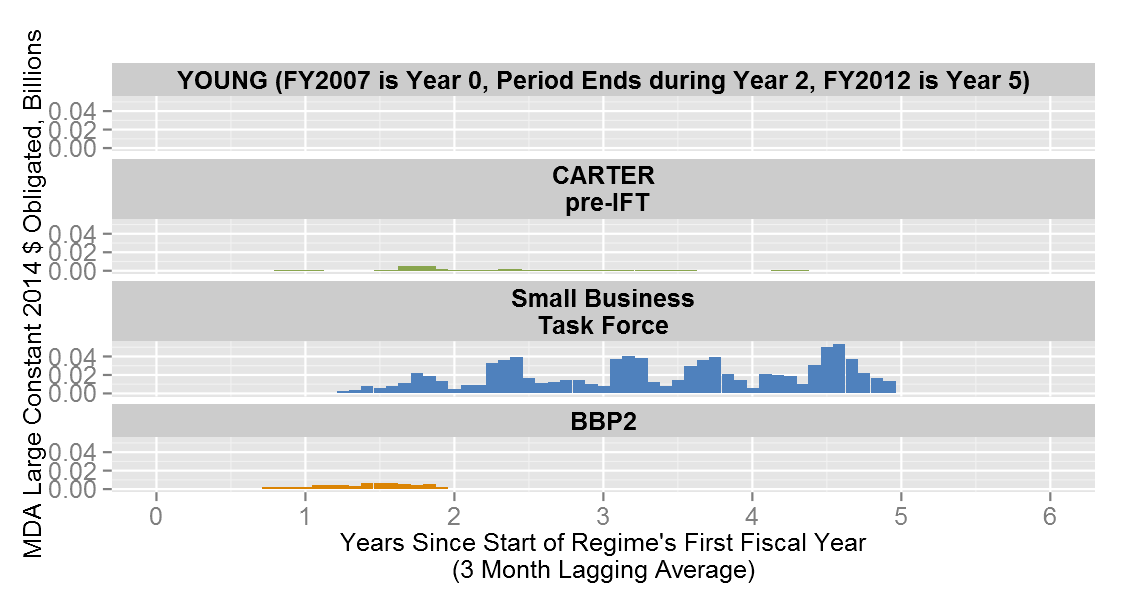 MDA Large Constant 2014 $ Obligated, Billions
YOUNG (FY2007 is Year 0, Period Ends during Year 2, FY2012 is Year 5)
0.04
0.02
0.00
CARTER
pre-IFT
0.04
0.02
0.00
Small Business
Task Force
0.04
0.02
0.00
BBP2
0.04
0.02
0.00
0 1 2 3 4 5 6
Years Since Start of Regime's First Fiscal Year
(3 Month Lagging Average)